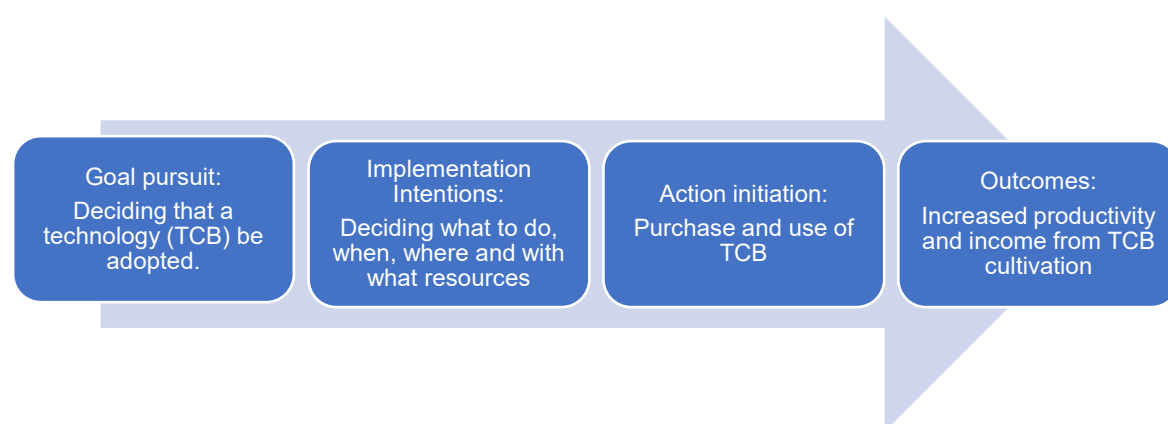 Goal pursuit:
Deciding that a
technology (TCB) be
adopted.
Implementation
Intentions:
Deciding what to do,
when, where and with
what resources
Action initiation:
Purchase and use of
TCB
Outcomes:
Increased productivity
and income from TCB
cultivation